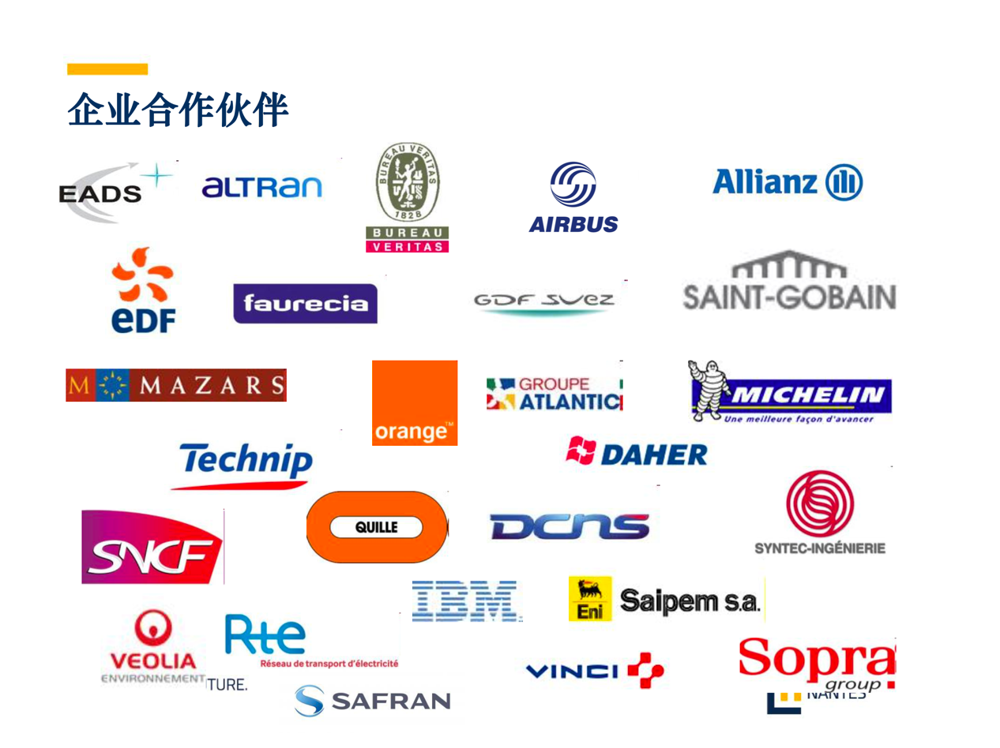 企业合作伙伴
EADS
aLTRan
BUREAU VERITAS
1828
BUREAU
VERITAS
AIRBUS
Allianz
eDF
faurecia
GDF SUEZ
SAINT-GOBAIN
M MAZARS
orange™
GROUPE
ATLANTIC
MICHELIN
Une meilleure façon d'avancer
Technip
DAHER
SNCF
QUILLE
DCNS
SYNTEC-INGÉNIERIE
IBM
Eni
Saipem s.a.
VEOLIA
ENVIRONNEMENT
TURE.
Rte
Réseau de transport d'électricité
SAFRAN
VINCI
Sopra
group
NANTES